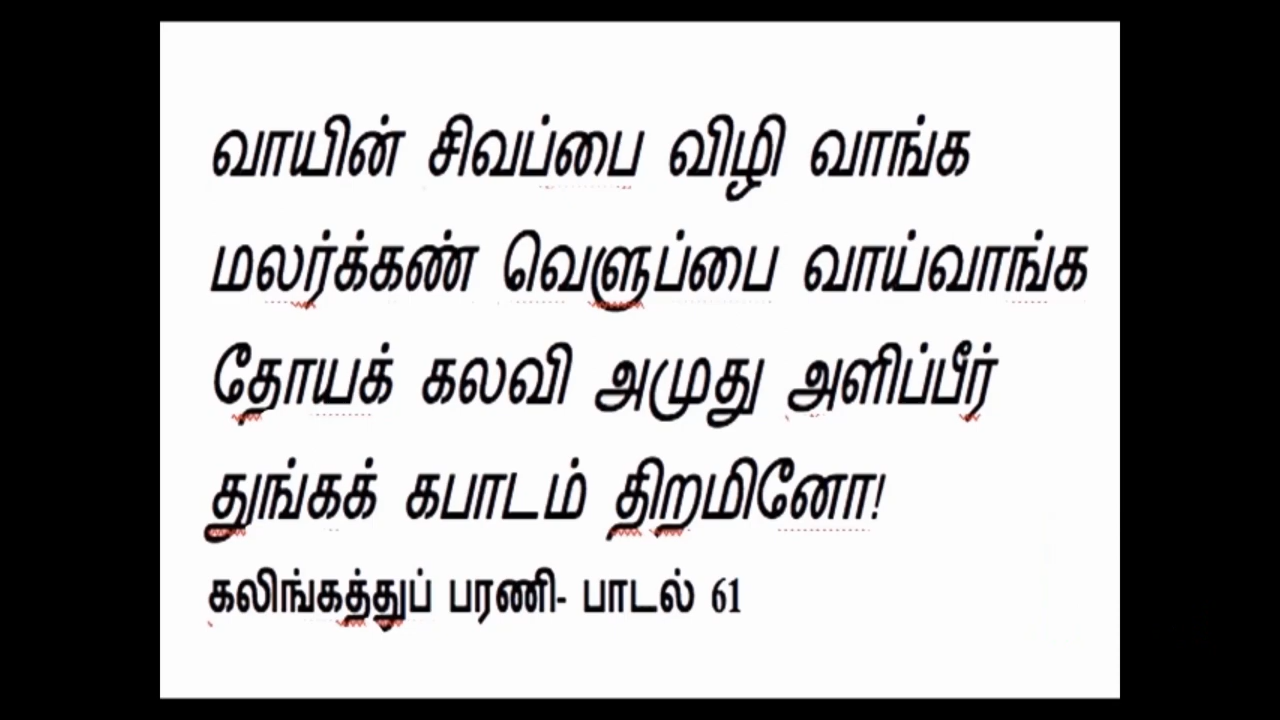 வாயின் சிவப்பை விழி வாங்க
மலர்க்கண் வெளுப்பை வாய்வாங்க
தோயக் கலவி அமுது அளிப்பீர்
துங்கக் கபாடம் திறமினோ!
கலிங்கத்துப் பரணி- பாடல் 61